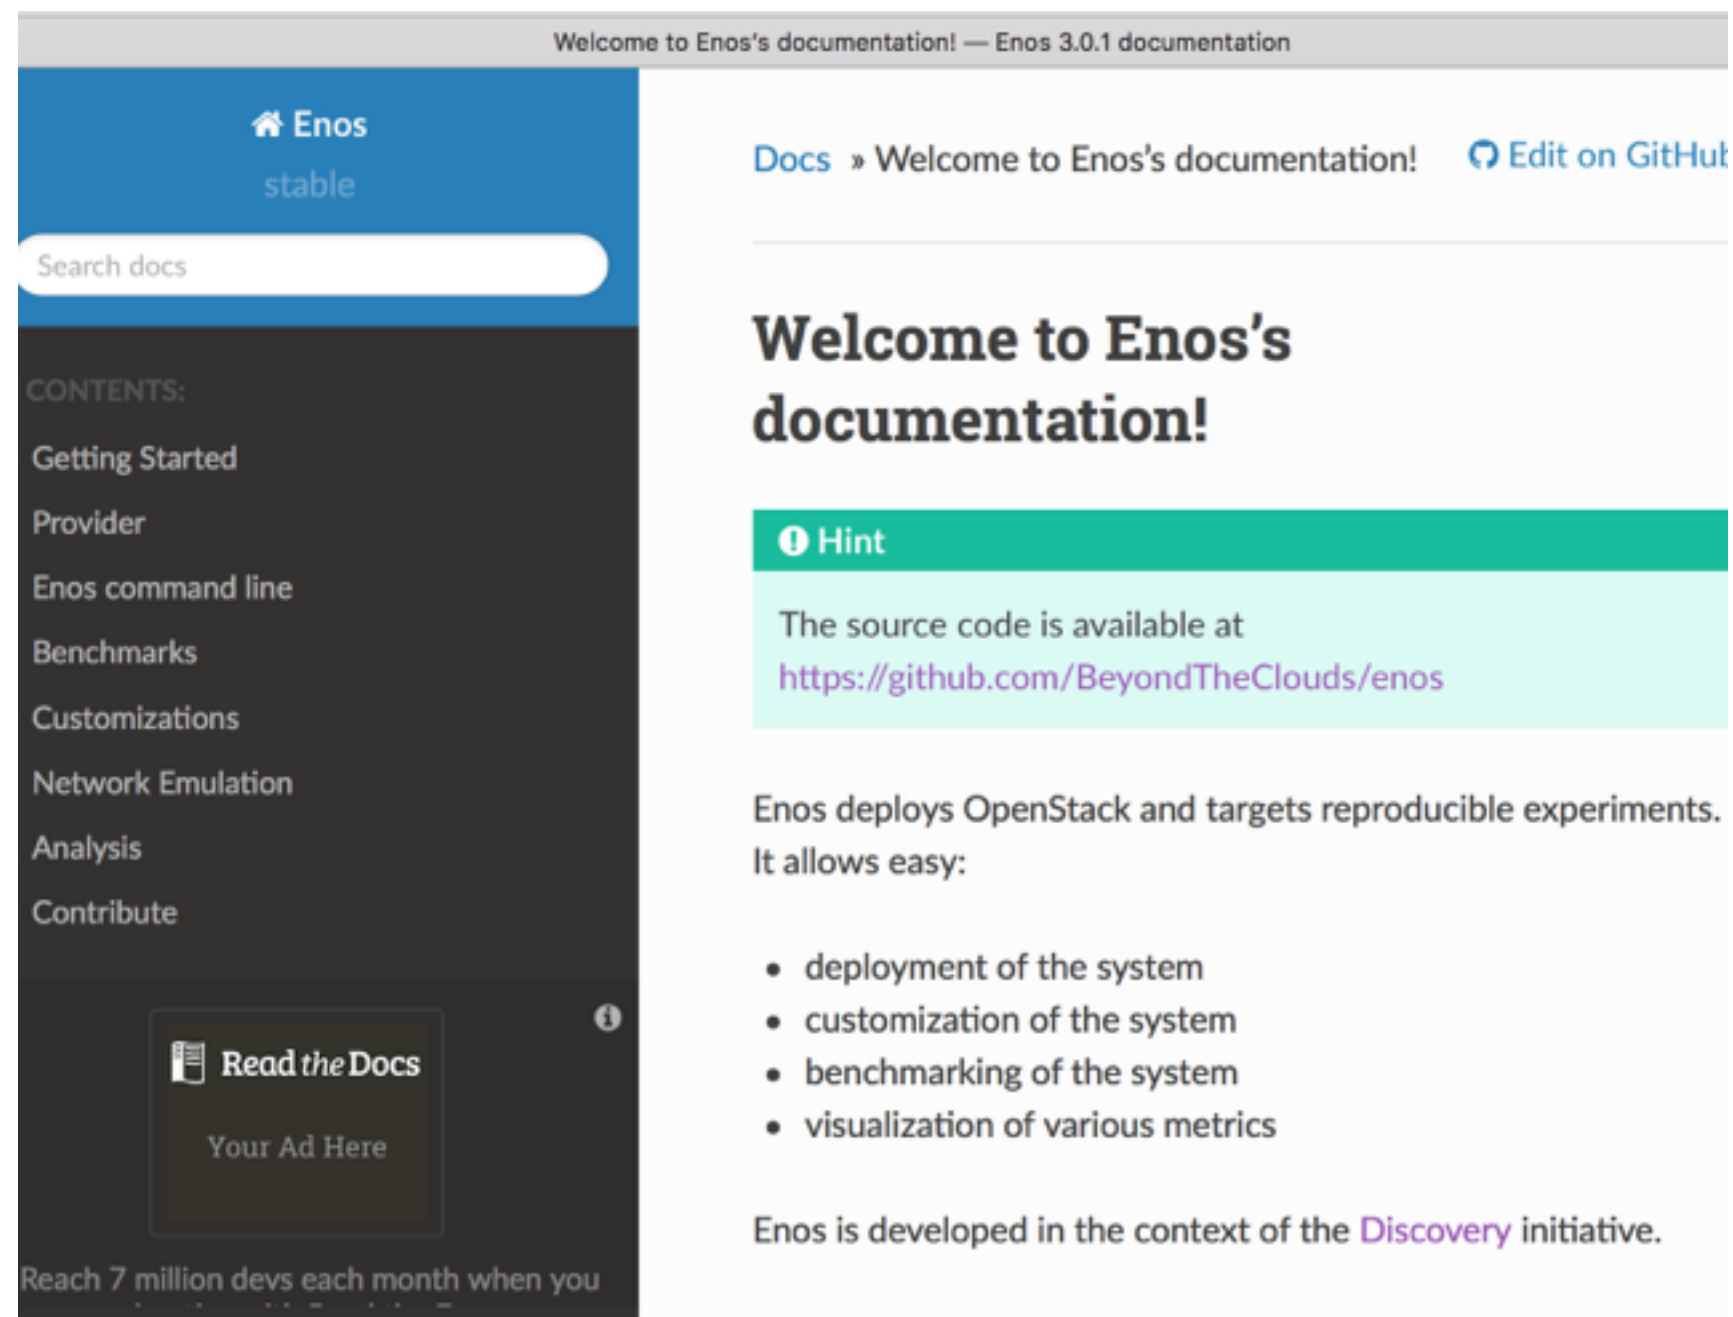 Welcome to Enos's documentation! — Enos 3.0.1 documentation
Enos
stable
Search docs
CONTENTS:
Getting Started
Provider
Enos command line
Benchmarks
Customizations
Network Emulation
Analysis
Contribute
Read the Docs
Your Ad Here
Reach 7 million devs each month when you
Docs » Welcome to Enos's documentation! Edit on GitHub
Welcome to Enos's
documentation!
Hint
The source code is available at
https://github.com/BeyondTheClouds/enos
Enos deploys OpenStack and targets reproducible experiments.
It allows easy:
• deployment of the system
• customization of the system
• benchmarking of the system
• visualization of various metrics
Enos is developed in the context of the Discovery initiative.